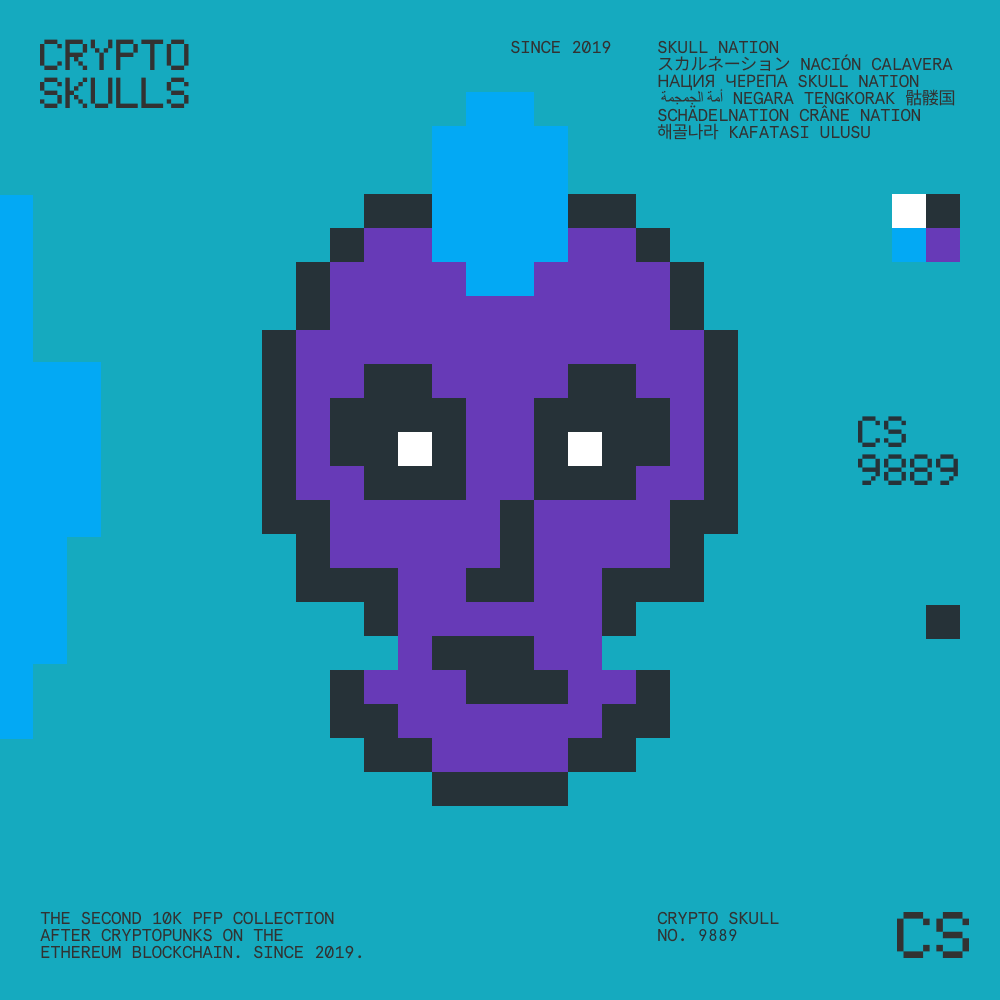 CRYPTO
SKULLS
SINCE 2019
SKULL NATION
スカルネーション NACIÓN CALAVERA
НАЦИЯ ЧЕРЕПА SKULL NATION
أمة الجمجمة NEGARA TENGKORAK 骷髅国
SCHÄDELNATION CRÂNE NATION
해골나라 KAFATASI ULUSU
CS
9889
THE SECOND 10K PFP COLLECTION
AFTER CRYPTOPUNKS ON THE
ETHEREUM BLOCKCHAIN. SINCE 2019.
CRYPTO SKULL
NO. 9889
CS